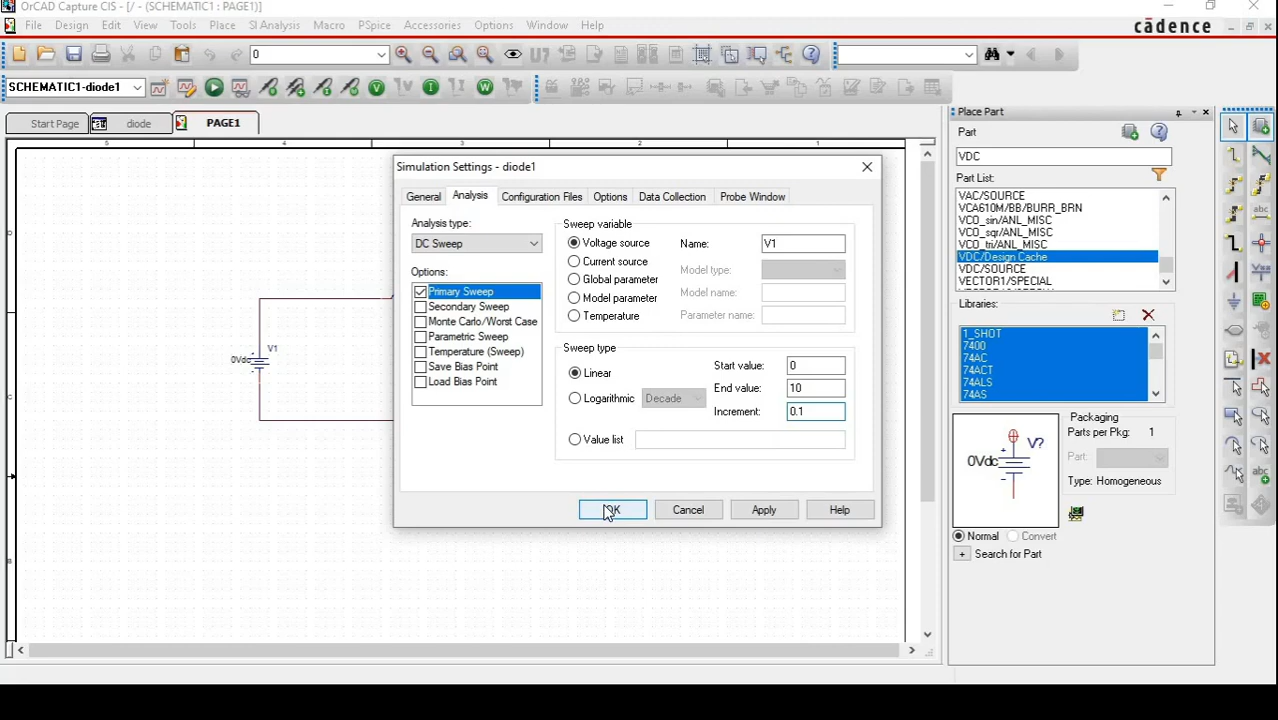 OrCAD Capture CIS - [/ - (SCHEMATIC1 : PAGE1)]
File Design Edit View Tools Place SI Analysis Macro PSpice Accessories Options Window Help
cādence
0
SCHEMATIC1-diode1
Start Page diode PAGE1
5 4 3 2 1
V1
0Vdc
Simulation Settings - diode1
General Analysis Configuration Files Options Data Collection Probe Window
Analysis type:
DC Sweep
Options:
Primary Sweep
Secondary Sweep
Monte Carlo/Worst Case
Parametric Sweep
Temperature (Sweep)
Save Bias Point
Load Bias Point
Sweep variable
Voltage source
Current source
Global parameter
Model parameter
Temperature
Name: V1
Model type:
Model name:
Parameter name:
Sweep type
Linear
Logarithmic Decade
Value list
Start value: 0
End value: 10
Increment: 0.1
OK Cancel Apply Help
Place Part
Part
VDC
Part List:
VAC/SOURCE
VCA610M/BB/BURR_BRN
VCO_sin/ANL_MISC
VCO_sqr/ANL_MISC
VCO_tri/ANL_MISC
VDC/Design Cache
VDC/SOURCE
VECTOR1/SPECIAL
Libraries:
1_SHOT
7400
74AC
74ACT
74ALS
74AS
V?
0Vdc
Packaging
Parts per Pkg: 1
Part:
Type: Homogeneous
Normal Convert
Search for Part